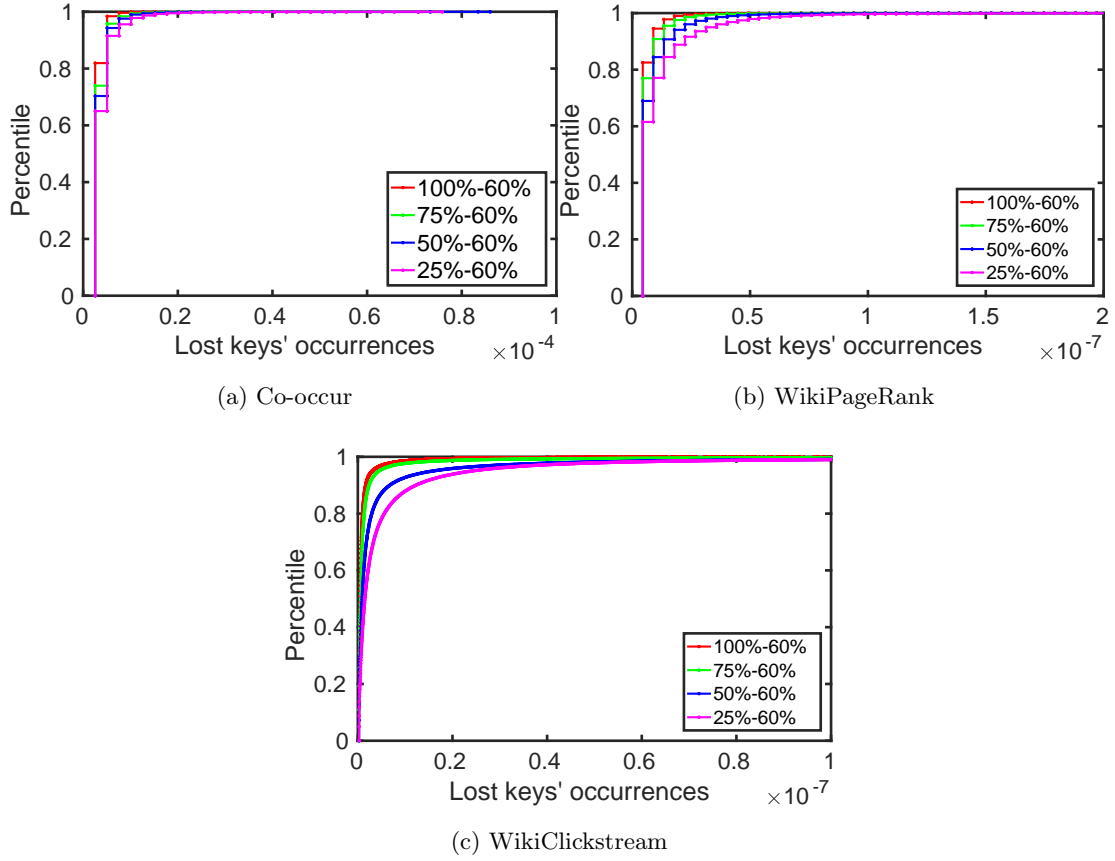 1
0.8
0.6
0.4
0.2
0
Percentile
0 0.2 0.4 0.6 0.8 1
Lost keys' occurrences ×10⁻⁴
100%-60%
75%-60%
50%-60%
25%-60%
(a) Co-occur
1
0.8
0.6
0.4
0.2
0
Percentile
0 0.5 1 1.5 2
Lost keys' occurrences ×10⁻⁷
100%-60%
75%-60%
50%-60%
25%-60%
(b) WikiPageRank
1
0.8
0.6
0.4
0.2
0
Percentile
0 0.2 0.4 0.6 0.8 1
Lost keys' occurrences ×10⁻⁷
100%-60%
75%-60%
50%-60%
25%-60%
(c) WikiClickstream